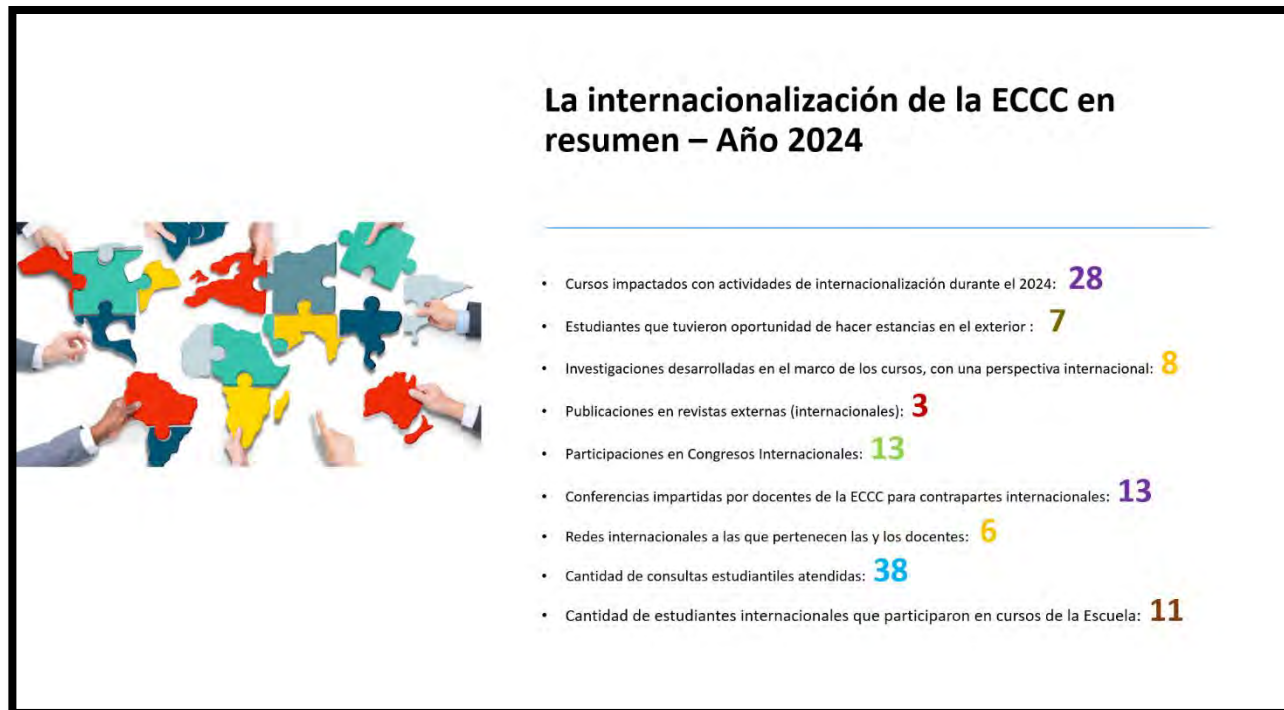 La internacionalización de la ECCC en
resumen – Año 2024
• Cursos impactados con actividades de internacionalización durante el 2024: 28
• Estudiantes que tuvieron oportunidad de hacer estancias en el exterior : 7
• Investigaciones desarrolladas en el marco de los cursos, con una perspectiva internacional: 8
• Publicaciones en revistas externas (internacionales): 3
• Participaciones en Congresos Internacionales: 13
• Conferencias impartidas por docentes de la ECCC para contrapartes internacionales: 13
• Redes internacionales a las que pertenecen las y los docentes: 6
• Cantidad de consultas estudiantiles atendidas: 38
• Cantidad de estudiantes internacionales que participaron en cursos de la Escuela: 11